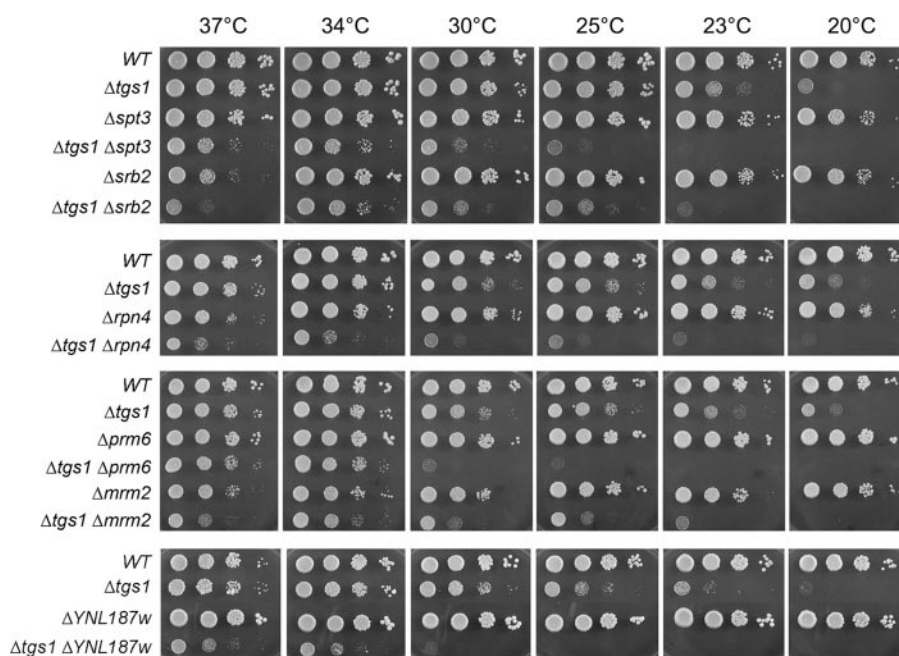 37°C 34°C 30°C 25°C 23°C 20°C
WT
Δtgs1
Δspt3
Δtgs1 Δspt3
Δsrb2
Δtgs1 Δsrb2
WT
Δtgs1
Δrpn4
Δtgs1 Δrpn4
WT
Δtgs1
Δprm6
Δtgs1 Δprm6
Δmrm2
Δtgs1 Δmrm2
WT
Δtgs1
ΔYNL187w
Δtgs1 ΔYNL187w